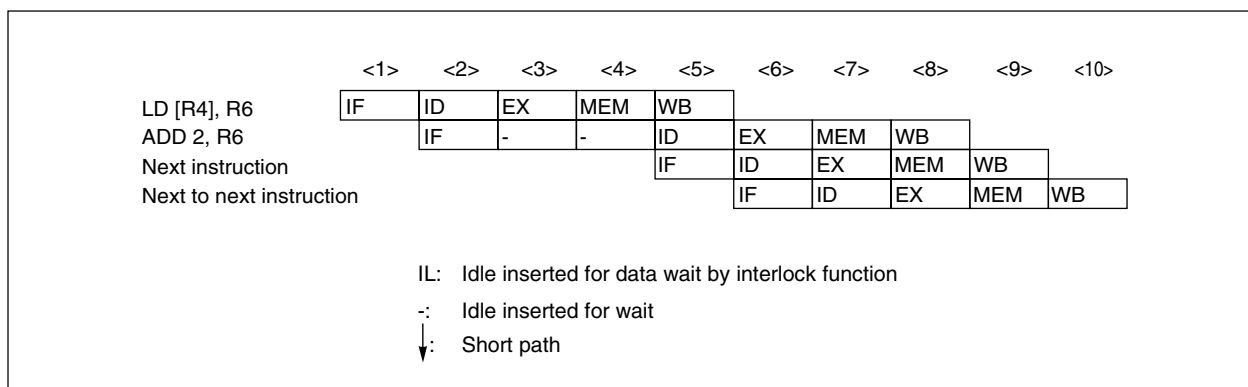 <1> <2> <3> <4> <5> <6> <7> <8> <9> <10>
LD [R4], R6 IF ID EX MEM WB
ADD 2, R6 IF - - ID EX MEM WB
Next instruction IF ID EX MEM WB
Next to next instruction IF ID EX MEM WB
IL: Idle inserted for data wait by interlock function
-: Idle inserted for wait
: Short path